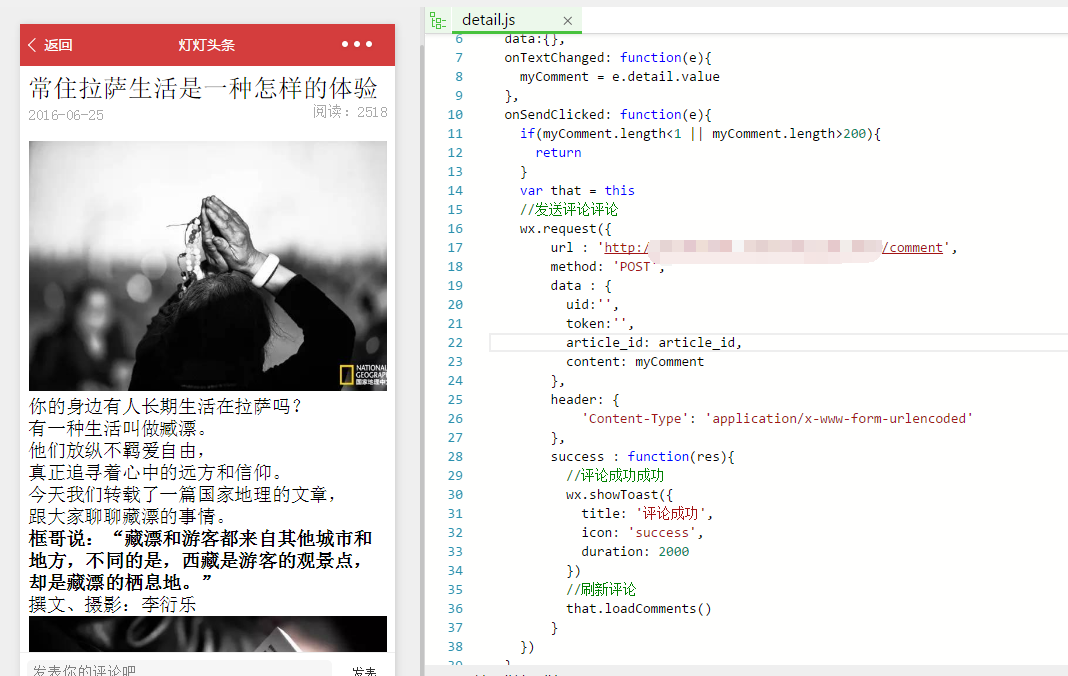 返回
灯灯头条
常住拉萨生活是一种怎样的体验
2016-06-25
阅读：2518
NATIONAL
GEOGRAPHIC
国家地理中文
你的身边有人长期生活在拉萨吗？
有一种生活叫做臧漂。
他们放纵不羁爱自由，
真正追寻着心中的远方和信仰。
今天我们转载了一篇国家地理的文章，
跟大家聊聊藏漂的事情。
框哥说：“藏漂和游客都来自其他城市和
地方，不同的是，西藏是游客的观景点，
却是藏漂的栖息地。”
撰文、摄影：李衍乐
发表你的评论吧
发表
detail.js
6 data:{},
7 onTextChanged: function(e){
8 myComment = e.detail.value
9 },
10 onSendClicked: function(e){
11 if(myComment.length<1 || myComment.length>200){
12 return
13 }
14 var that = this
15 //发送评论评论
16 wx.request({
17 url : 'http:/ /comment',
18 method: 'POST',
19 data : {
20 uid:'',
21 token:'',
22 article_id: article_id,
23 content: myComment
24 },
25 header: {
26 'Content-Type': 'application/x-www-form-urlencoded'
27 },
28 success : function(res){
29 //评论成功成功
30 wx.showToast({
31 title: '评论成功',
32 icon: 'success',
33 duration: 2000
34 })
35 //刷新评论
36 that.loadComments()
37 }
38 })
39 }